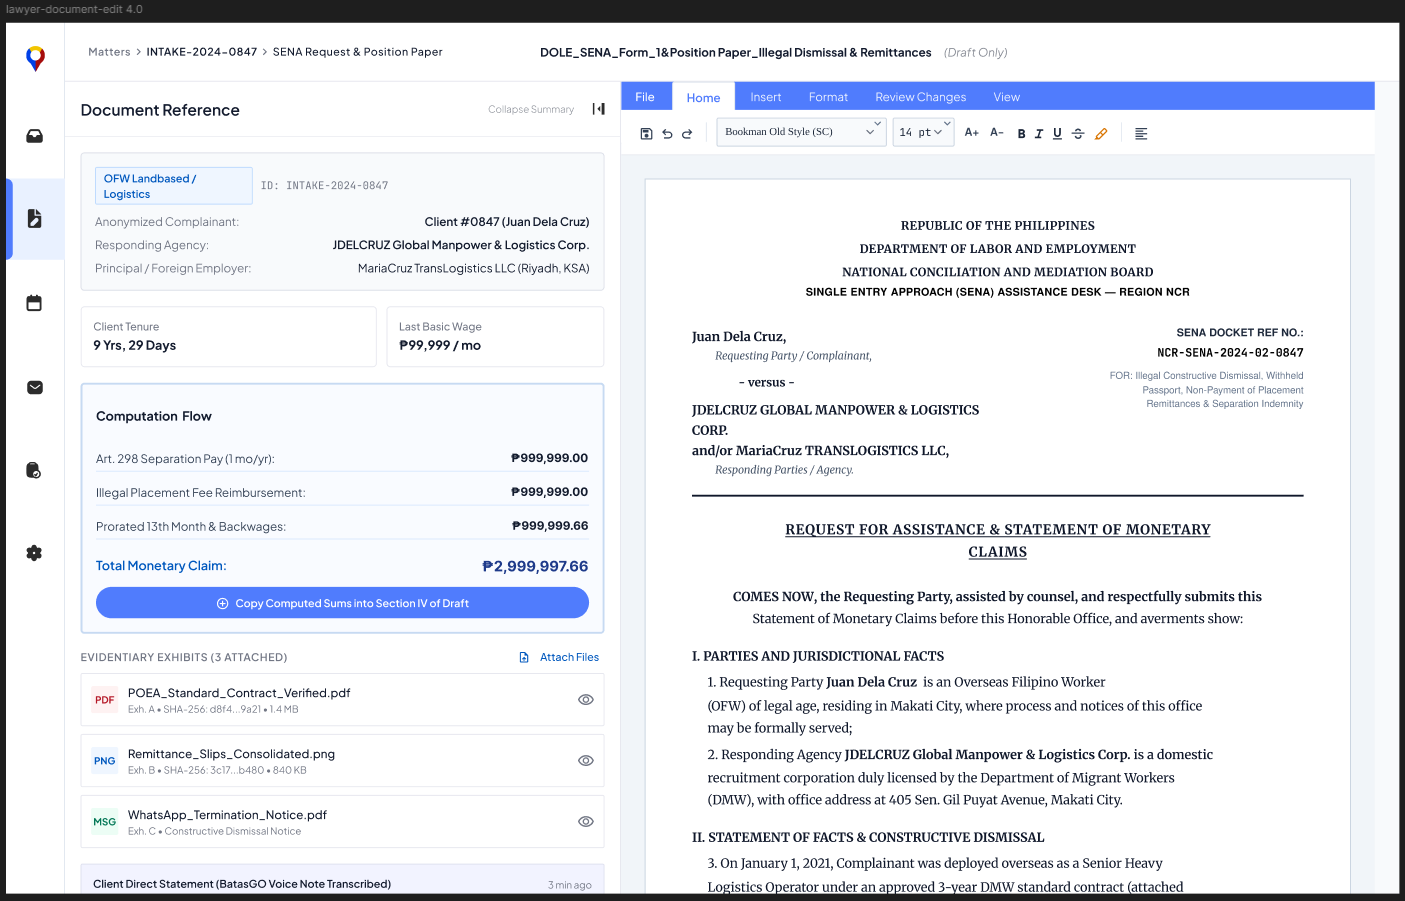 lawyer-document-edit 4.0
Matters > INTAKE-2024-0847 > SENA Request & Position Paper
DOLE_SENA_Form_1&Position Paper_Illegal Dismissal & Remittances (Draft Only)
Document Reference
Collapse Summary
OFW Landbased /
Logistics
ID: INTAKE-2024-0847
Anonymized Complainant: Client #0847 (Juan Dela Cruz)
Responding Agency: JDELCRUZ Global Manpower & Logistics Corp.
Principal / Foreign Employer: MariaCruz TransLogistics LLC (Riyadh, KSA)
Client Tenure
9 Yrs, 29 Days
Last Basic Wage
₱99,999 / mo
Computation Flow
Art. 298 Separation Pay (1 mo/yr): ₱999,999.00
Illegal Placement Fee Reimbursement: ₱999,999.00
Prorated 13th Month & Backwages: ₱999,999.66
Total Monetary Claim: ₱2,999,997.66
Copy Computed Sums into Section IV of Draft
EVIDENTIARY EXHIBITS (3 ATTACHED)
Attach Files
PDF
POEA_Standard_Contract_Verified.pdf
Exh. A • SHA-256: d8f4...9a21 • 1.4 MB
PNG
Remittance_Slips_Consolidated.png
Exh. B • SHA-256: 3c17...b480 • 840 KB
MSG
WhatsApp_Termination_Notice.pdf
Exh. C • Constructive Dismissal Notice
Client Direct Statement (BatasGO Voice Note Transcribed)
3 min ago
File Home Insert Format Review Changes View
Bookman Old Style (SC) 14 pt A+ A- B I U S
REPUBLIC OF THE PHILIPPINES
DEPARTMENT OF LABOR AND EMPLOYMENT
NATIONAL CONCILIATION AND MEDIATION BOARD
SINGLE ENTRY APPROACH (SENA) ASSISTANCE DESK — REGION NCR
Juan Dela Cruz,
Requesting Party / Complainant,
- versus -
JDELCRUZ GLOBAL MANPOWER & LOGISTICS
CORP.
and/or MariaCruz TRANSLOGISTICS LLC,
Responding Parties / Agency.
SENA DOCKET REF NO.:
NCR-SENA-2024-02-0847
FOR: Illegal Constructive Dismissal, Withheld
Passport, Non-Payment of Placement
Remittances & Separation Indemnity
REQUEST FOR ASSISTANCE & STATEMENT OF MONETARY
CLAIMS
COMES NOW, the Requesting Party, assisted by counsel, and respectfully submits this
Statement of Monetary Claims before this Honorable Office, and averments show:
I. PARTIES AND JURISDICTIONAL FACTS
1. Requesting Party Juan Dela Cruz is an Overseas Filipino Worker
(OFW) of legal age, residing in Makati City, where process and notices of this office
may be formally served;
2. Responding Agency JDELCRUZ Global Manpower & Logistics Corp. is a domestic
recruitment corporation duly licensed by the Department of Migrant Workers
(DMW), with office address at 405 Sen. Gil Puyat Avenue, Makati City.
II. STATEMENT OF FACTS & CONSTRUCTIVE DISMISSAL
3. On January 1, 2021, Complainant was deployed overseas as a Senior Heavy
Logistics Operator under an approved 3-year DMW standard contract (attached